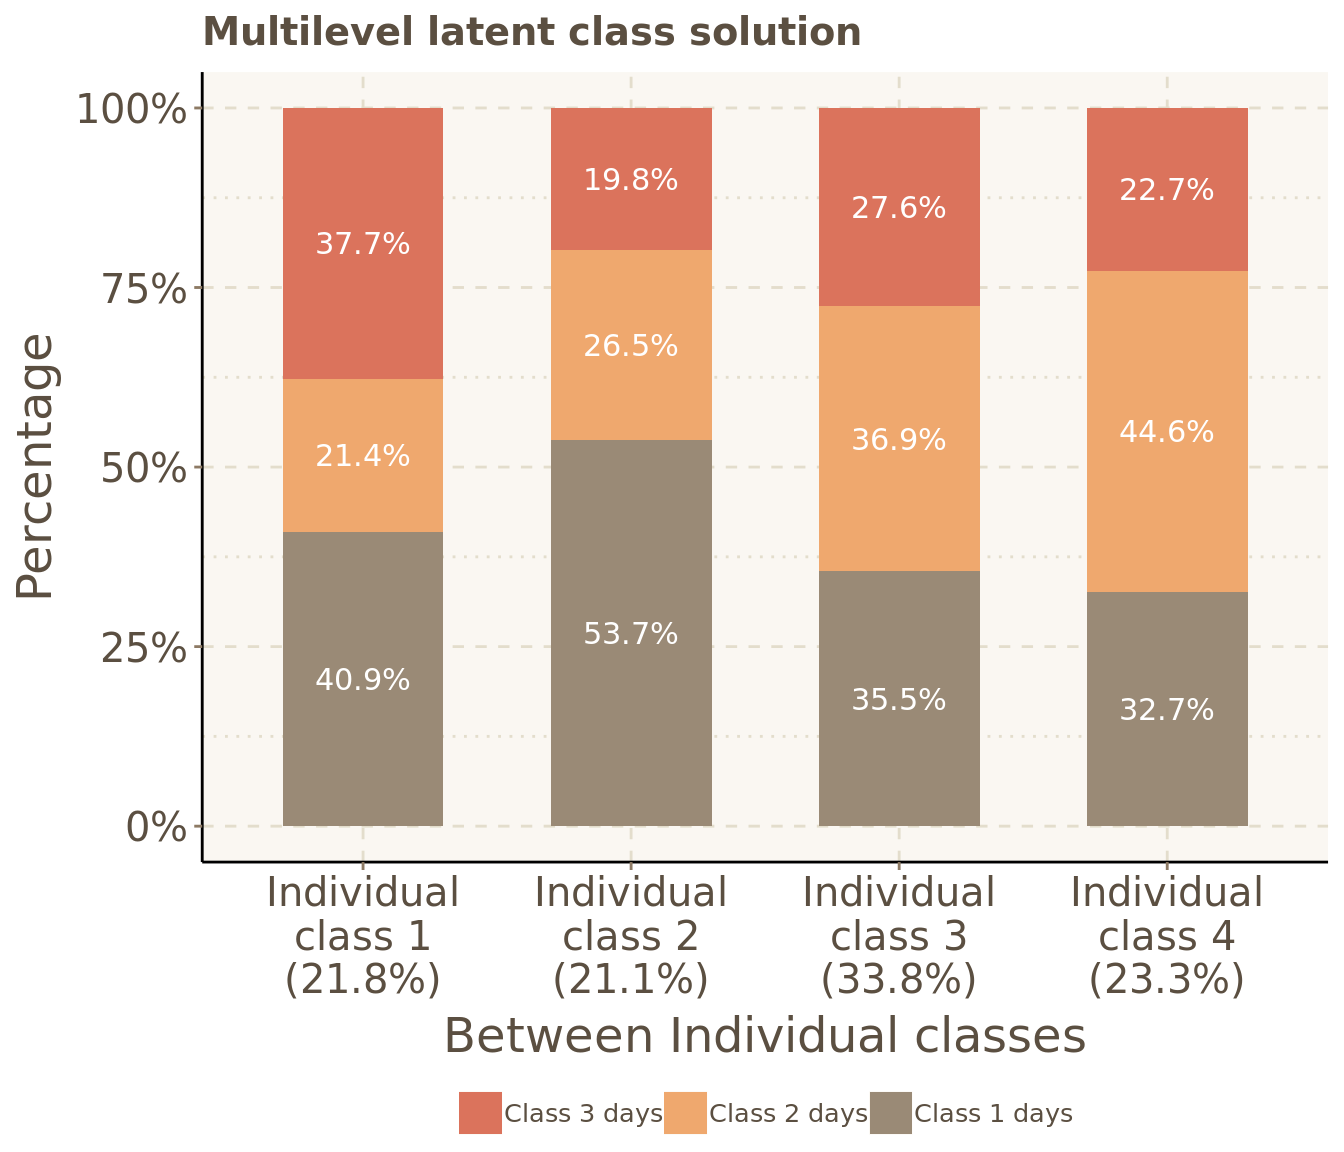 Multilevel latent class solution
Percentage
100%
75%
50%
25%
0%
37.7%
21.4%
40.9%
19.8%
26.5%
53.7%
27.6%
36.9%
35.5%
22.7%
44.6%
32.7%
Individual
class 1
(21.8%)
Individual
class 2
(21.1%)
Individual
class 3
(33.8%)
Individual
class 4
(23.3%)
Between Individual classes
Class 3 days
Class 2 days
Class 1 days